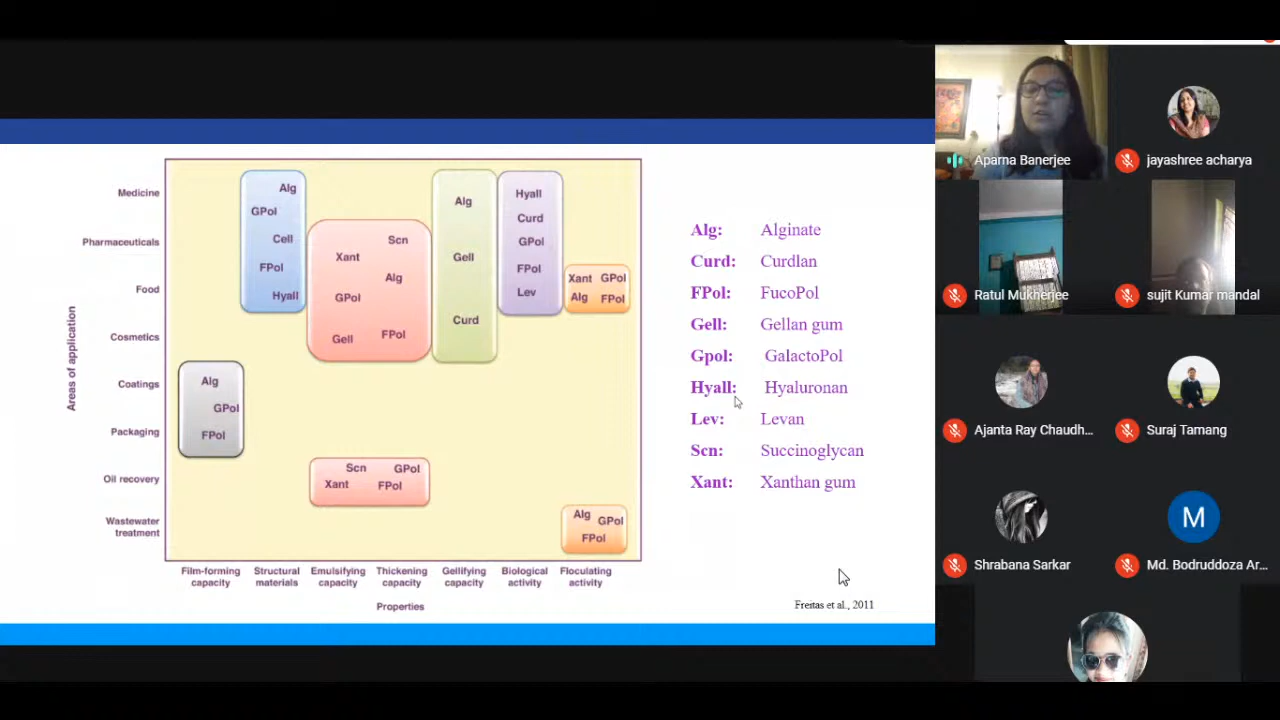 Medicine
Pharmaceuticals
Food
Cosmetics
Coatings
Packaging
Oil recovery
Wastewater
treatment
Areas of application
Alg
GPol
Cell
FPol
Hyall
Scn
Xant
Alg
GPol
FPol
Gell
Alg
Gell
Curd
Hyall
Curd
GPol
FPol
Lev
Xant GPol
Alg FPol
Alg
GPol
FPol
Scn GPol
Xant FPol
Alg GPol
FPol
Film-forming
capacity
Structural
materials
Emulsifying
capacity
Thickening
capacity
Gellifying
capacity
Biological
activity
Floculating
activity
Properties
Alg: Alginate
Curd: Curdlan
FPol: FucoPol
Gell: Gellan gum
Gpol: GalactoPol
Hyall: Hyaluronan
Lev: Levan
Scn: Succinoglycan
Xant: Xanthan gum
Freitas et al., 2011
Aparna Banerjee
jayashree acharya
Ratul Mukherjee
sujit Kumar mandal
Ajanta Ray Chaudh...
Suraj Tamang
M
Shrabana Sarkar
Md. Bodruddoza Ar...